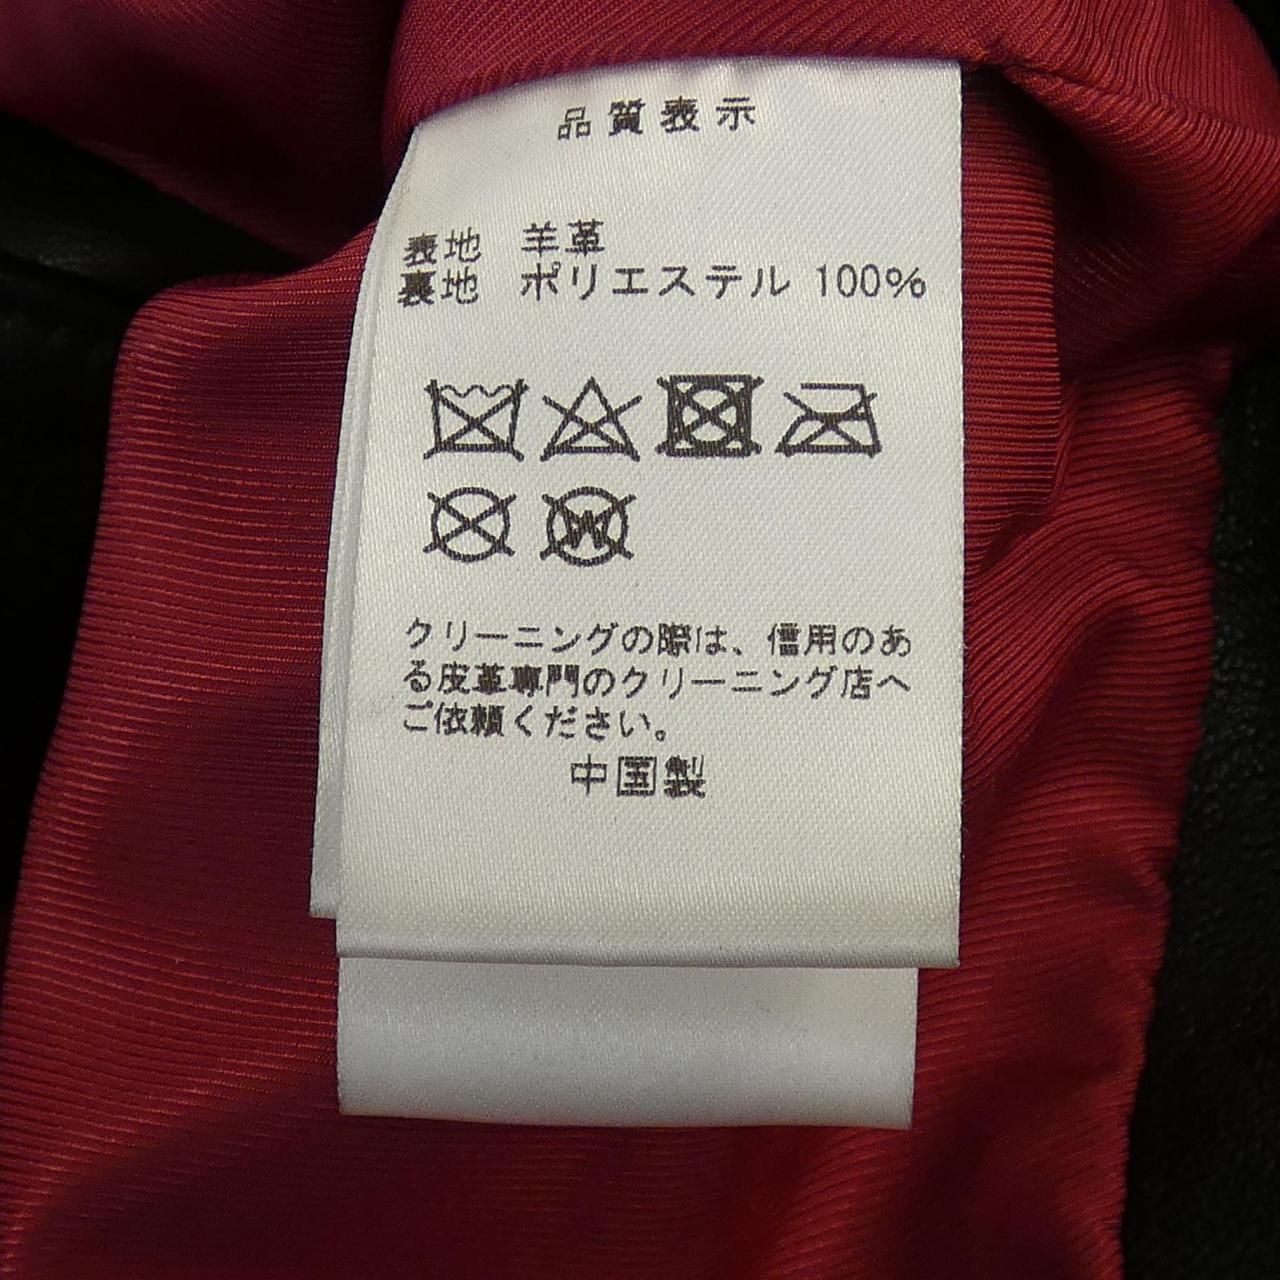 品質表示
表地 羊革
裏地 ポリエステル 100%
W
クリーニングの際は、信用のあ
る皮革専門のクリーニング店へ
ご依頼ください。
中国製